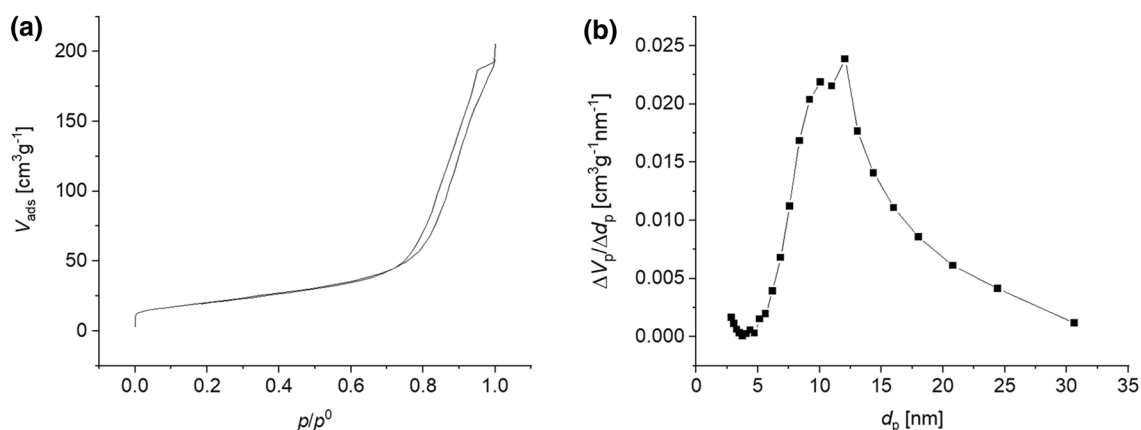 (a)
200
150
100
50
0
V_ads [cm³g⁻¹]
0.0 0.2 0.4 0.6 0.8 1.0
p/p⁰
(b)
0.025
0.020
0.015
0.010
0.005
0.000
ΔV_p/Δd_p [cm³g⁻¹nm⁻¹]
0 5 10 15 20 25 30 35
d_p [nm]